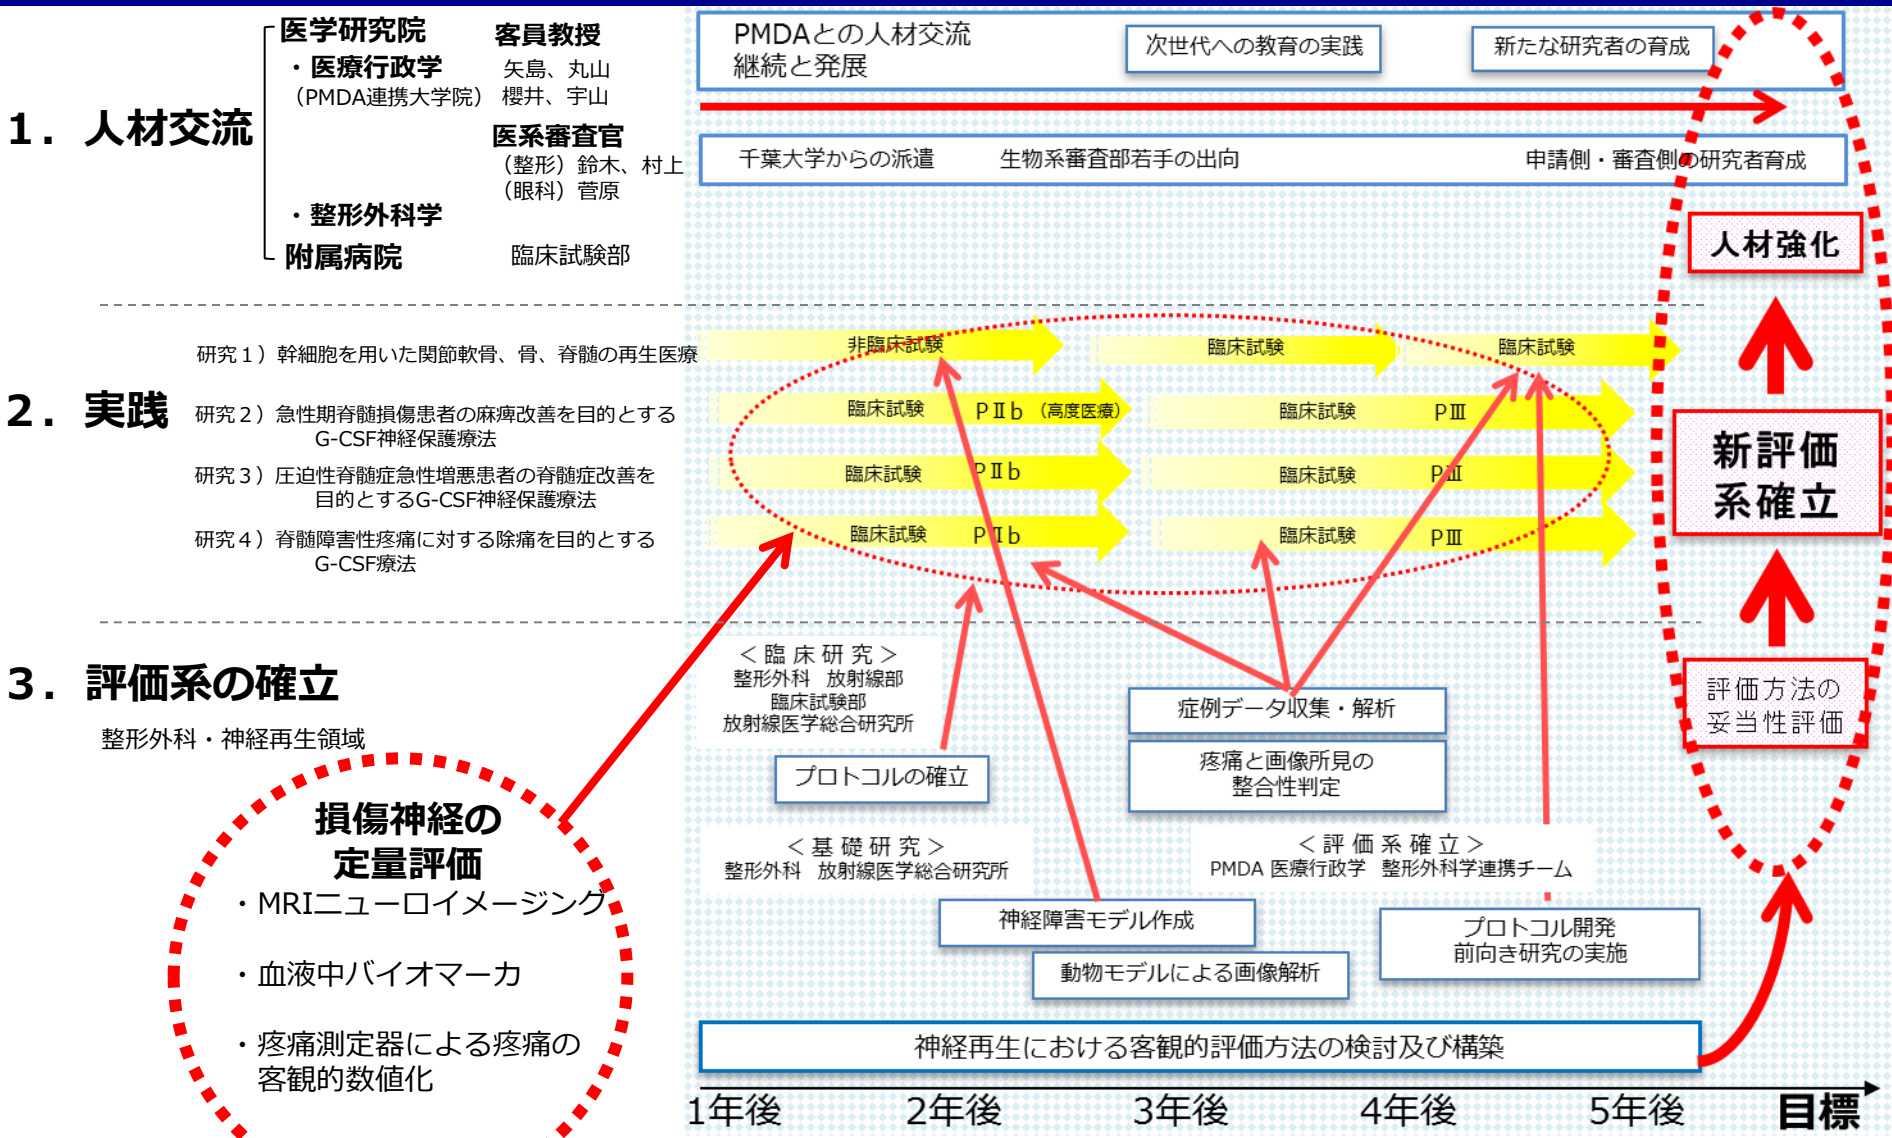 1．人材交流
医学研究院
・医療行政学
（PMDA連携大学院）
・整形外科学
附属病院
客員教授
矢島、丸山
櫻井、宇山
医系審査官
（整形）鈴木、村上
（眼科）菅原
臨床試験部
PMDAとの人材交流
継続と発展
次世代への教育の実践
新たな研究者の育成
千葉大学からの派遣
生物系審査部若手の出向
申請側・審査側の研究者育成
人材強化
2．実践
研究１）幹細胞を用いた関節軟骨、骨、脊髄の再生医療
非臨床試験
臨床試験
臨床試験
研究２）急性期脊髄損傷患者の麻痺改善を目的とする
G-CSF神経保護療法
臨床試験　PⅡb（高度医療）
臨床試験　PⅢ
研究３）圧迫性脊髄症急性増悪患者の脊髄症改善を
目的とするG-CSF神経保護療法
臨床試験　PⅡb
臨床試験　PⅢ
研究４）脊髄障害性疼痛に対する除痛を目的とする
G-CSF療法
臨床試験　PⅡb
臨床試験　PⅢ
新評価
系確立
3．評価系の確立
整形外科・神経再生領域
損傷神経の
定量評価
・MRIニューロイメージング
・血液中バイオマーカ
・疼痛測定器による疼痛の
客観的数値化
＜臨床研究＞
整形外科　放射線部
臨床試験部
放射線医学総合研究所
プロトコルの確立
症例データ収集・解析
疼痛と画像所見の
整合性判定
評価方法の
妥当性評価
＜基礎研究＞
整形外科　放射線医学総合研究所
＜評価系確立＞
PMDA 医療行政学　整形外科学連携チーム
神経障害モデル作成
動物モデルによる画像解析
プロトコル開発
前向き研究の実施
神経再生における客観的評価方法の検討及び構築
1年後
2年後
3年後
4年後
5年後
目標